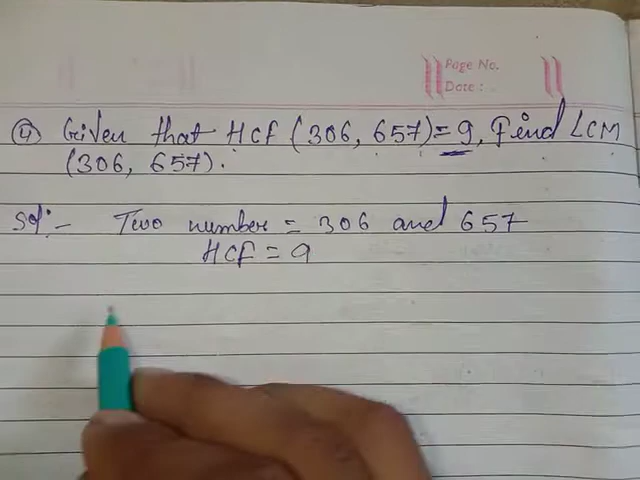 Page No.
Date :
④ Given that HCF (306, 657) = 9, Find LCM
(306, 657).
Sol:- Two number = 306 and 657
HCF = 9